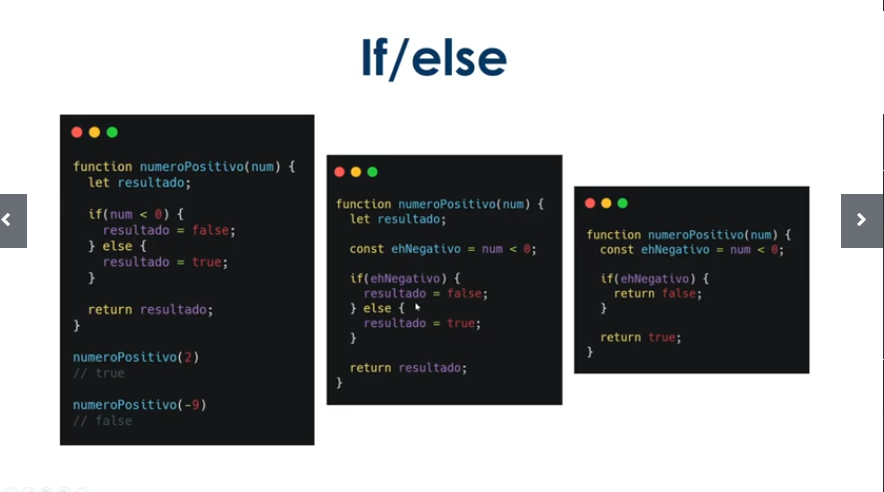 If/else
function numeroPositivo(num) {
let resultado;
if(num < 0) {
resultado = false;
} else {
resultado = true;
}
return resultado;
}
numeroPositivo(2)
// true
numeroPositivo(-9)
// false
function numeroPositivo(num) {
let resultado;
const ehNegativo = num < 0;
if(ehNegativo) {
resultado = false;
} else {
resultado = true;
}
return resultado;
}
function numeroPositivo(num) {
const ehNegativo = num < 0;
if(ehNegativo) {
return false;
}
return true;
}